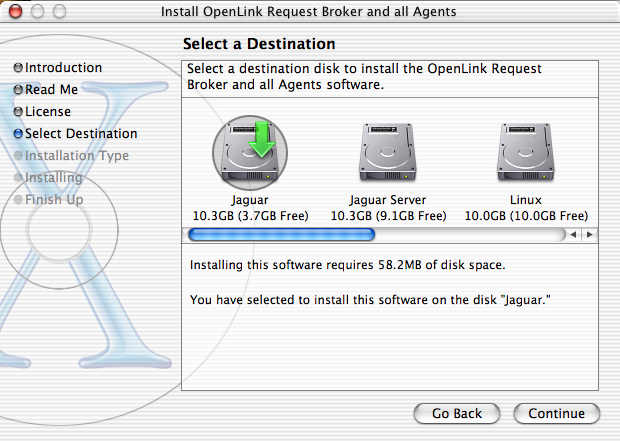 Install OpenLink Request Broker and all Agents
Select a Destination
Introduction
Read Me
License
Select Destination
Installation Type
Installing
Finish Up
Select a destination disk to install the OpenLink Request
Broker and all Agents software.
Jaguar
10.3GB (3.7GB Free)
Jaguar Server
10.3GB (9.1GB Free)
Linux
10.0GB (10.0GB Free)
Installing this software requires 58.2MB of disk space.
You have selected to install this software on the disk "Jaguar."
Go Back
Continue